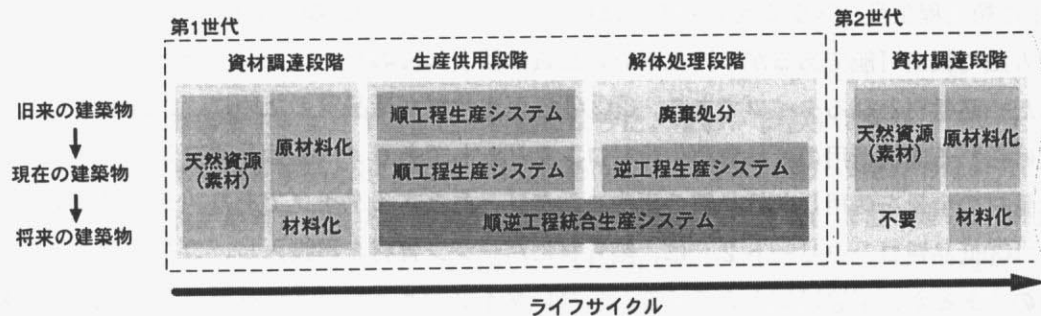 第1世代
第2世代
資材調達段階
生産供用段階
解体処理段階
資材調達段階
旧来の建築物
現在の建築物
将来の建築物
天然資源
(素材)
原材料化
材料化
順工程生産システム
廃棄処分
順工程生産システム
逆工程生産システム
順逆工程統合生産システム
天然資源
(素材)
原材料化
不要
材料化
ライフサイクル